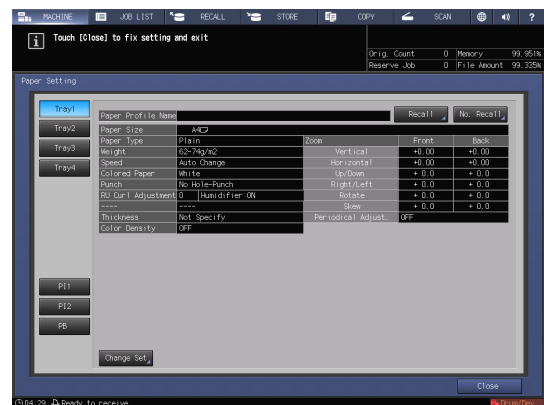 MACHINE JOB LIST RECALL STORE COPY SCAN ?
Touch [Close] to fix setting and exit
Orig. Count 0 Memory 99.951%
Reserve Job 0 File Amount 99.335%
Paper Setting
Tray1
Tray2
Tray3
Tray4
PI1
PI2
PB
Paper Profile Name Recall No. Recall
Paper Size A4
Paper Type Plain Zoom Front Back
Weight 62-74g/m2 Vertical +0.00 +0.00
Speed Auto Change Horizontal +0.00 +0.00
Colored Paper White Up/Down + 0.0 + 0.0
Punch No Hole-Punch Right/Left + 0.0 + 0.0
RU Curl Adjustment 0 Humidifier:ON Rotate + 0.0 + 0.0
---- ---- Skew + 0.0 + 0.0
Thickness Not Specify Periodical Adjust. OFF
Color Density OFF
Change Set
Close
04:29 Ready to receive Drum/Dev